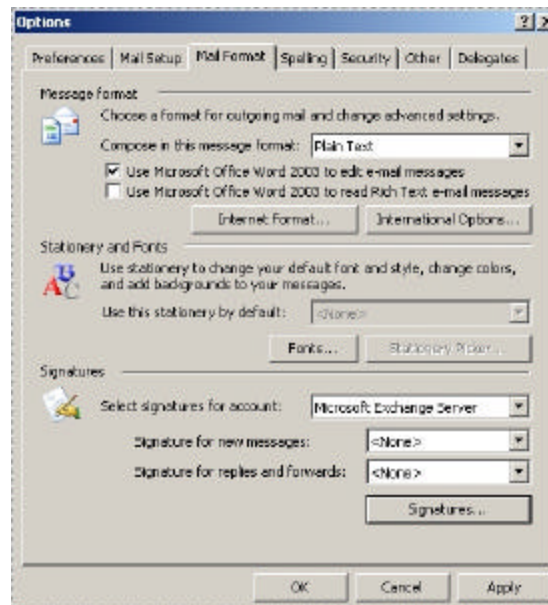 Options
Preferences Mail Setup Mail Format Spelling Security Other Delegates
Message format
Choose a format for outgoing mail and change advanced settings.
Compose in this message format: Plain Text
Use Microsoft Office Word 2003 to edit e-mail messages
Use Microsoft Office Word 2003 to read Rich Text e-mail messages
Internet Format... International Options...
Stationery and Fonts
Use stationery to change your default font and style, change colors,
and add backgrounds to your messages.
Use this stationery by default: <None>
Fonts... Stationery Picker...
Signatures
Select signatures for account: Microsoft Exchange Server
Signature for new messages: <None>
Signature for replies and forwards: <None>
Signatures...
OK Cancel Apply